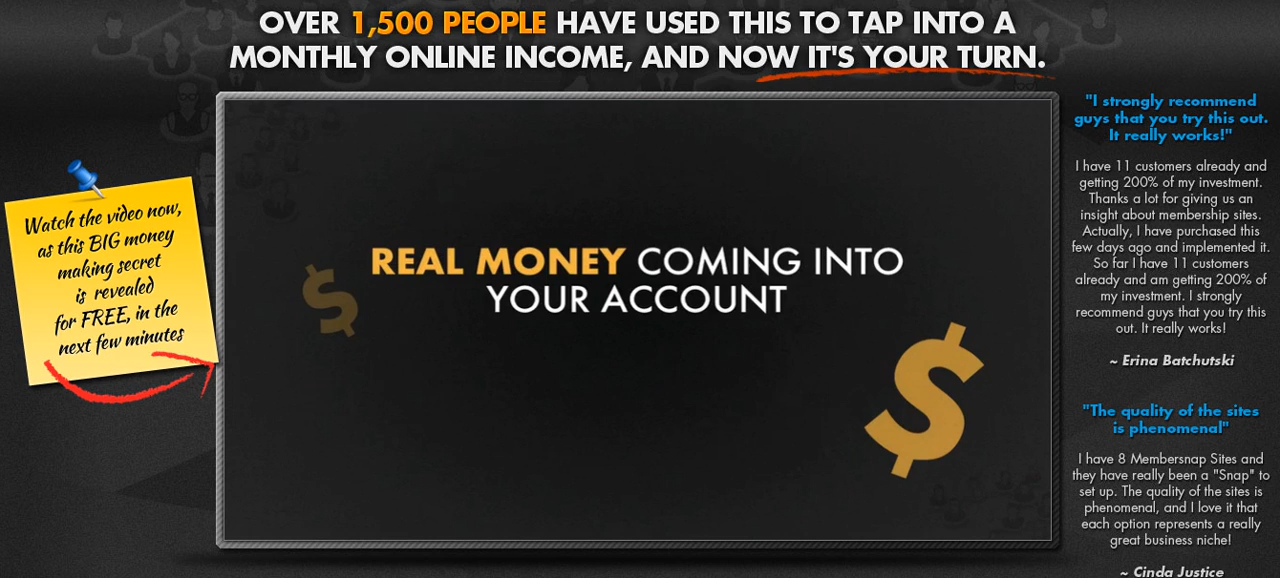 OVER 1,500 PEOPLE HAVE USED THIS TO TAP INTO A
MONTHLY ONLINE INCOME, AND NOW IT'S YOUR TURN.
Watch the video now,
as this BIG money
making secret
is revealed
for FREE, in the
next few minutes
$
REAL MONEY COMING INTO
YOUR ACCOUNT
$
"I strongly recommend
guys that you try this out.
It really works!"
I have 11 customers already and
getting 200% of my investment.
Thanks a lot for giving us an
insight about membership sites.
Actually, I have purchased this
few days ago and implemented it.
So far I have 11 customers
already and am getting 200% of
my investment. I strongly
recommend guys that you try this
out. It really works!
~ Erina Batchutski
"The quality of the sites
is phenomenal"
I have 8 Membersnap Sites and
they have really been a "Snap" to
set up. The quality of the sites is
phenomenal, and I love it that
each option represents a really
great business niche!
~ Cinda Justice